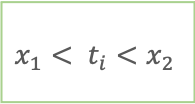 𝑥₁ < 𝑡ᵢ < 𝑥₂